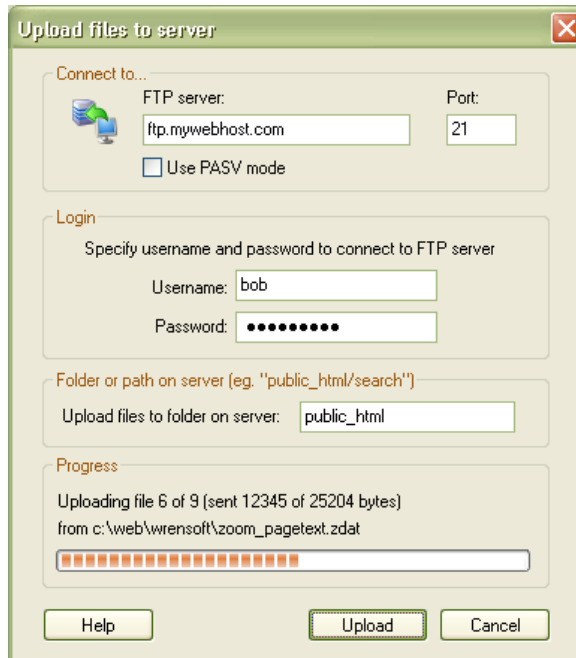 Upload files to server
Connect to...
FTP server: Port:
ftp.mywebhost.com 21
Use PASV mode
Login
Specify username and password to connect to FTP server
Username: bob
Password: •••••••••
Folder or path on server (eg. "public_html/search")
Upload files to folder on server: public_html
Progress
Uploading file 6 of 9 (sent 12345 of 25204 bytes)
from c:\web\wrensoft\zoom_pagetext.zdat
Help Upload Cancel